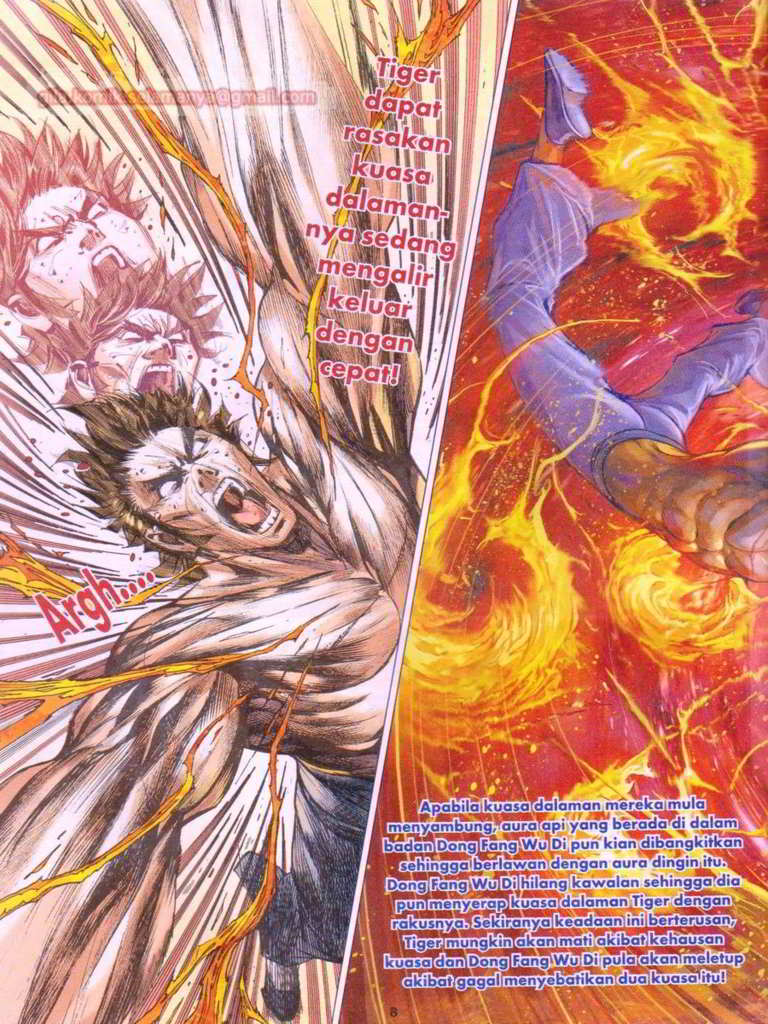 Tiger
dapat
rasakan
kuasa
dalaman-
nya sedang
mengalir
keluar
dengan
cepat!
Argh....
Apabila kuasa dalaman mereka mula
menyambung, aura api yang berada di dalam
badan Dong Fang Wu Di pun kian dibangkitkan
sehingga berlawan dengan aura dingin itu.
Dong Fang Wu Di hilang kawalan sehingga dia
pun menyerap kuasa dalaman Tiger dengan
rakusnya. Sekiranya keadaan ini berterusan,
Tiger mungkin akan mati akibat kehausan
kuasa dan Dong Fang Wu Di pula akan meletup
akibat gagal menyebatikan dua kuasa itu!
8